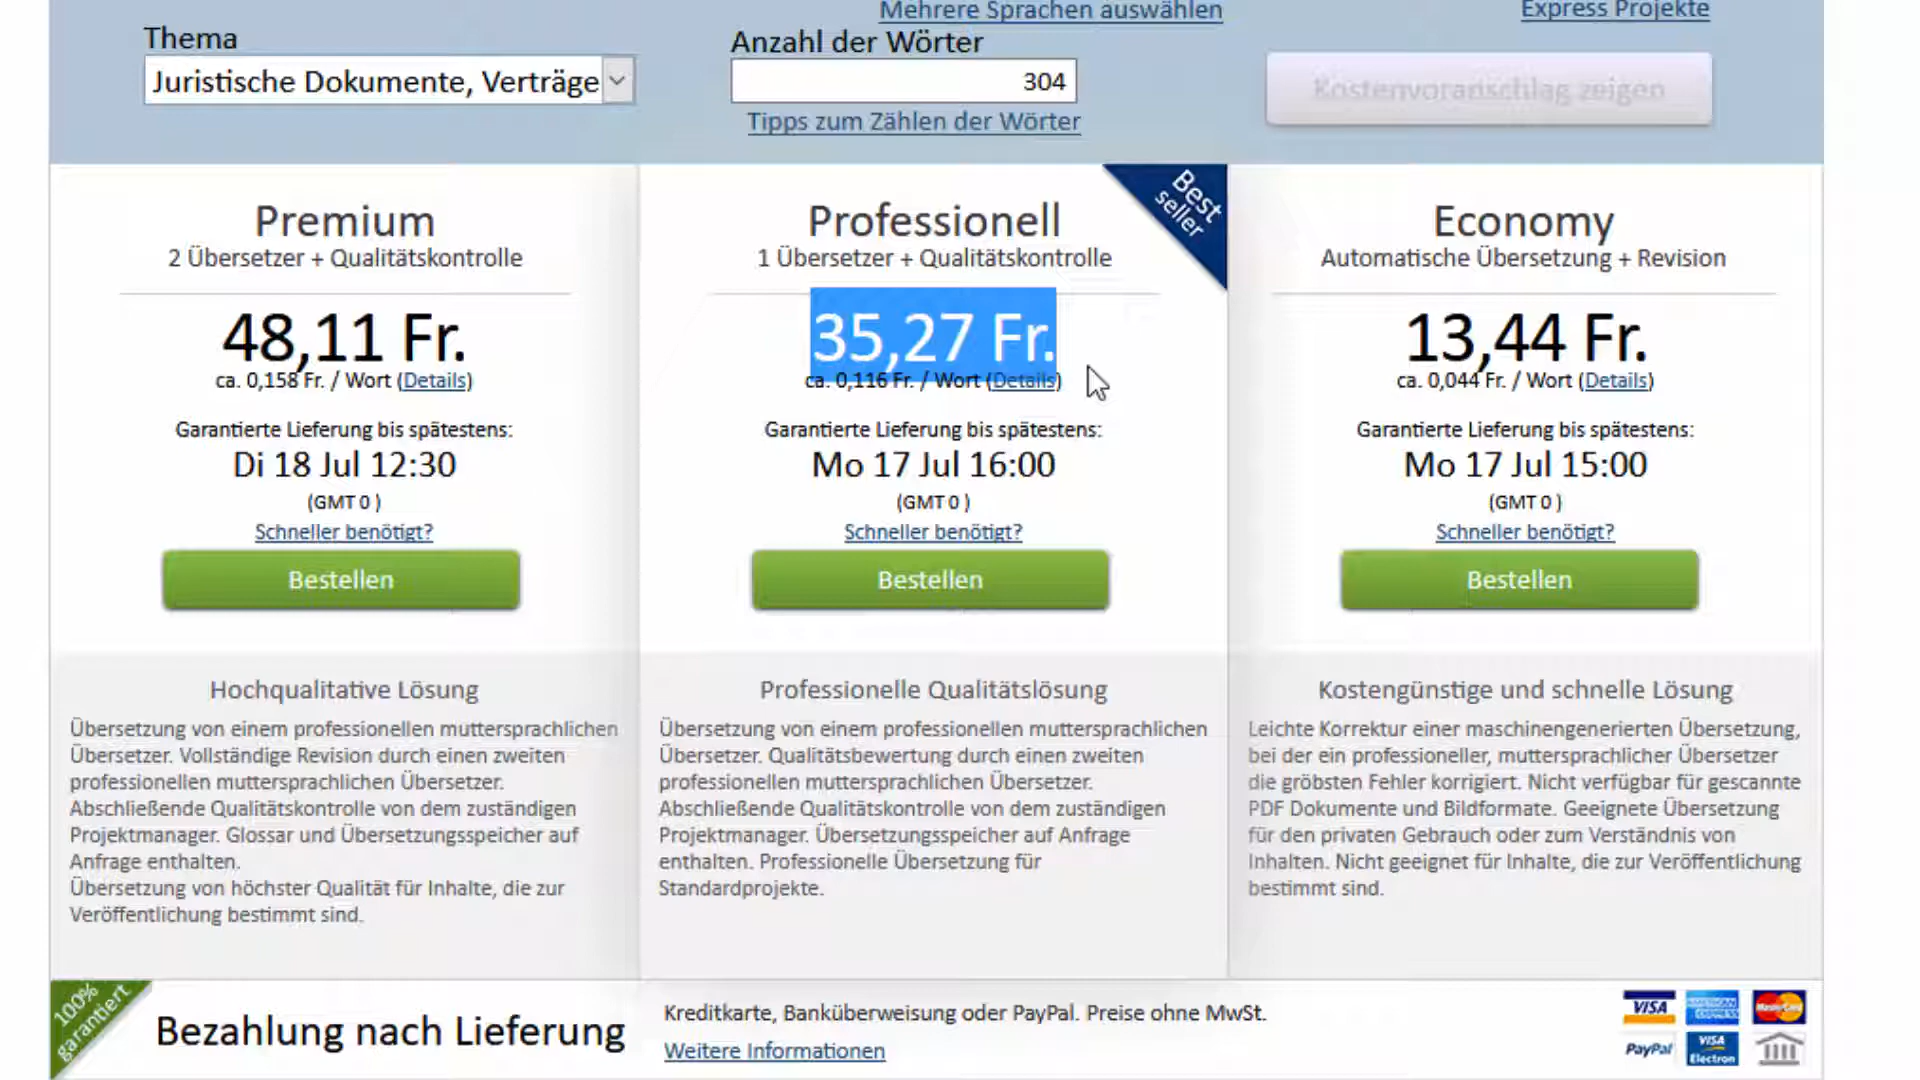 Mehrere Sprachen auswählen
Express Projekte
Thema
Anzahl der Wörter
Juristische Dokumente, Verträge
304
Kostenvoranschlag zeigen
Tipps zum Zählen der Wörter
Premium
2 Übersetzer + Qualitätskontrolle
48,11 Fr.
ca. 0,158 Fr. / Wort (Details)
Garantierte Lieferung bis spätestens:
Di 18 Jul 12:30
(GMT 0 )
Schneller benötigt?
Bestellen
Best
seller
Professionell
1 Übersetzer + Qualitätskontrolle
35,27 Fr.
ca. 0,116 Fr. / Wort (Details)
Garantierte Lieferung bis spätestens:
Mo 17 Jul 16:00
(GMT 0 )
Schneller benötigt?
Bestellen
Economy
Automatische Übersetzung + Revision
13,44 Fr.
ca. 0,044 Fr. / Wort (Details)
Garantierte Lieferung bis spätestens:
Mo 17 Jul 15:00
(GMT 0 )
Schneller benötigt?
Bestellen
Hochqualitative Lösung
Übersetzung von einem professionellen muttersprachlichen
Übersetzer. Vollständige Revision durch einen zweiten
professionellen muttersprachlichen Übersetzer.
Abschließende Qualitätskontrolle von dem zuständigen
Projektmanager. Glossar und Übersetzungsspeicher auf
Anfrage enthalten.
Übersetzung von höchster Qualität für Inhalte, die zur
Veröffentlichung bestimmt sind.
Professionelle Qualitätslösung
Übersetzung von einem professionellen muttersprachlichen
Übersetzer. Qualitätsbewertung durch einen zweiten
professionellen muttersprachlichen Übersetzer.
Abschließende Qualitätskontrolle von dem zuständigen
Projektmanager. Übersetzungsspeicher auf Anfrage
enthalten. Professionelle Übersetzung für
Standardprojekte.
Kostengünstige und schnelle Lösung
Leichte Korrektur einer maschinengenerierten Übersetzung,
bei der ein professioneller, muttersprachlicher Übersetzer
die gröbsten Fehler korrigiert. Nicht verfügbar für gescannte
PDF Dokumente und Bildformate. Geeignete Übersetzung
für den privaten Gebrauch oder zum Verständnis von
Inhalten. Nicht geeignet für Inhalte, die zur Veröffentlichung
bestimmt sind.
100%
garantiert
Bezahlung nach Lieferung
Kreditkarte, Banküberweisung oder PayPal. Preise ohne MwSt.
Weitere Informationen
VISA
AMERICAN
EXPRESS
MasterCard
PayPal
VISA
Electron